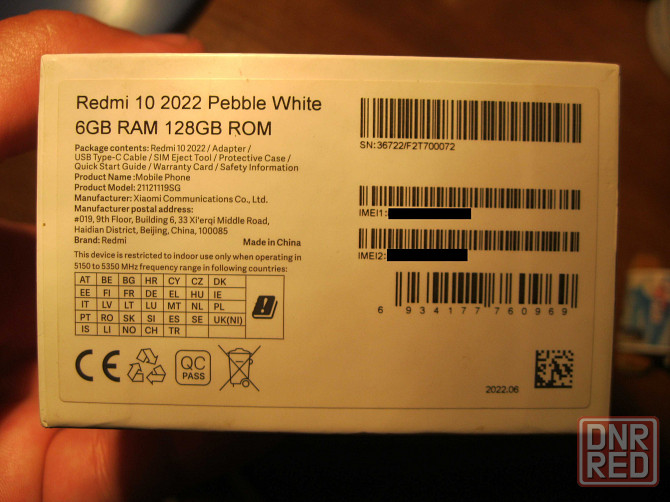 Redmi 10 2022 Pebble White
6GB RAM 128GB ROM
Package contents: Redmi 10 2022 / Adapter /
USB Type-C Cable / SIM Eject Tool / Protective Case /
Quick Start Guide / Warranty Card / Safety Information
Product Name : Mobile Phone
Product Model: 21121119SG
Manufacturer: Xiaomi Communications Co., Ltd.
Manufacturer postal address:
#019, 9th Floor, Building 6, 33 Xi'erqi Middle Road,
Haidian District, Beijing, China, 100085
Brand: Redmi
Made in China
This device is restricted to indoor use only when operating in
5150 to 5350 MHz frequency range in following countries:
AT BE BG HR CY CZ DK
EE FI FR DE EL HU IE
IT LV LT LU MT NL PL
PT RO SK SI ES SE UK(NI)
IS LI NO CH TR
CE
QC
PASS
SN: 36722/F2T700072
IMEI1:
IMEI2:
6 934177 760969
2022.06
DNR
RED